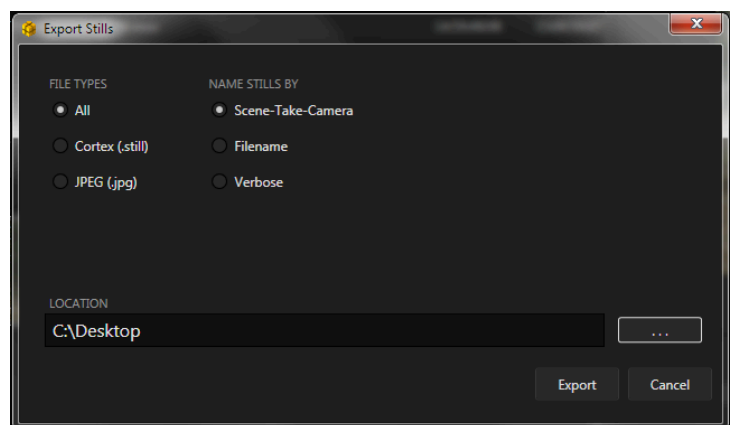 Export Stills
FILE TYPES
NAME STILLS BY
All
Scene-Take-Camera
Cortex (.still)
Filename
JPEG (.jpg)
Verbose
LOCATION
C:\Desktop
...
Export
Cancel